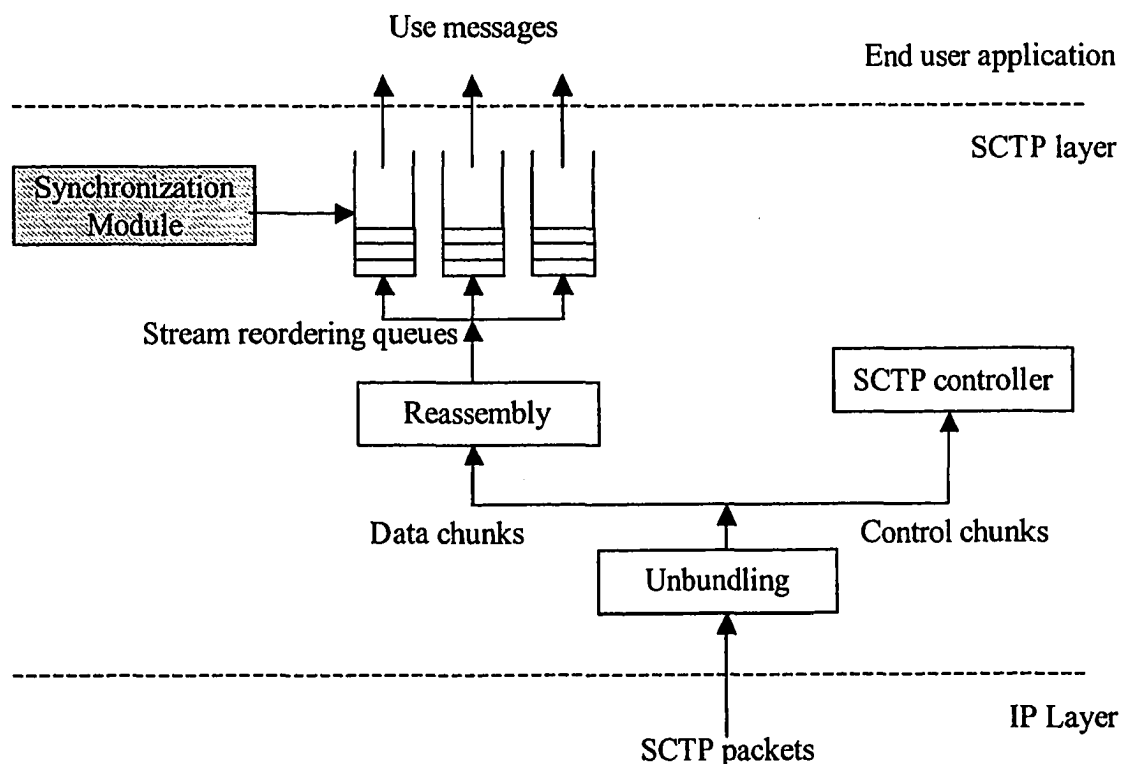 Use messages
End user application
SCTP layer
Synchronization
Module
Stream reordering queues
SCTP controller
Reassembly
Data chunks
Control chunks
Unbundling
IP Layer
SCTP packets